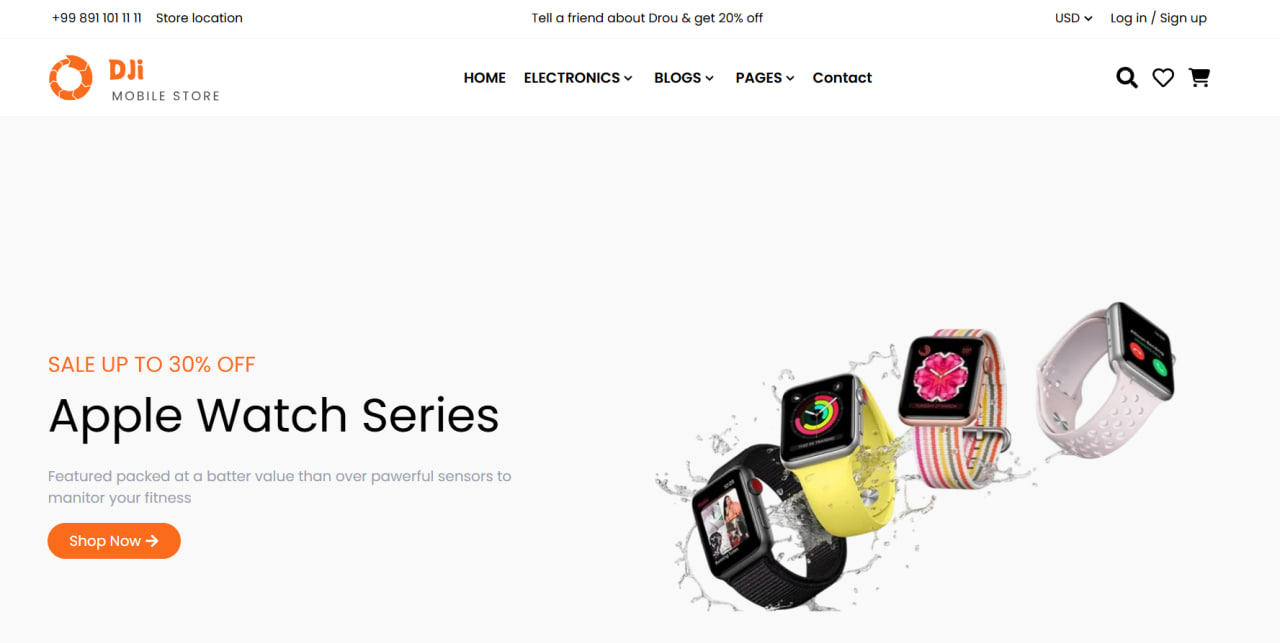 +99 891 101 11 11 Store location Tell a friend about Drou & get 20% off USD Log in / Sign up
DJi
MOBILE STORE
HOME ELECTRONICS BLOGS PAGES Contact
SALE UP TO 30% OFF
Apple Watch Series
Featured packed at a batter value than over pawerful sensors to
manitor your fitness
Shop Now